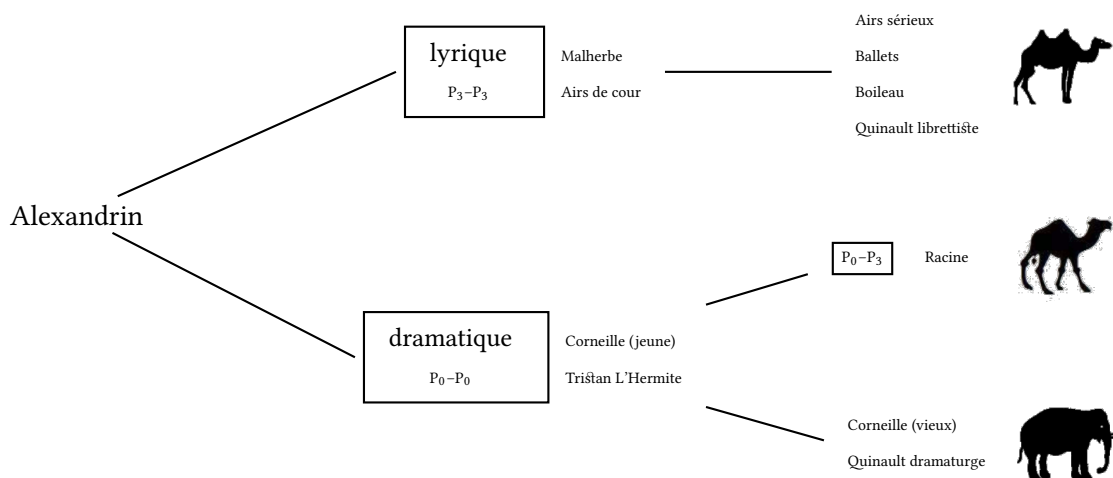 Airs sérieux
lyrique
Malherbe
Ballets
P₃–P₃
Airs de cour
Boileau
Quinault librettiste
Alexandrin
P₀–P₃
Racine
dramatique
Corneille (jeune)
P₀–P₀
Tristan L'Hermite
Corneille (vieux)
Quinault dramaturge